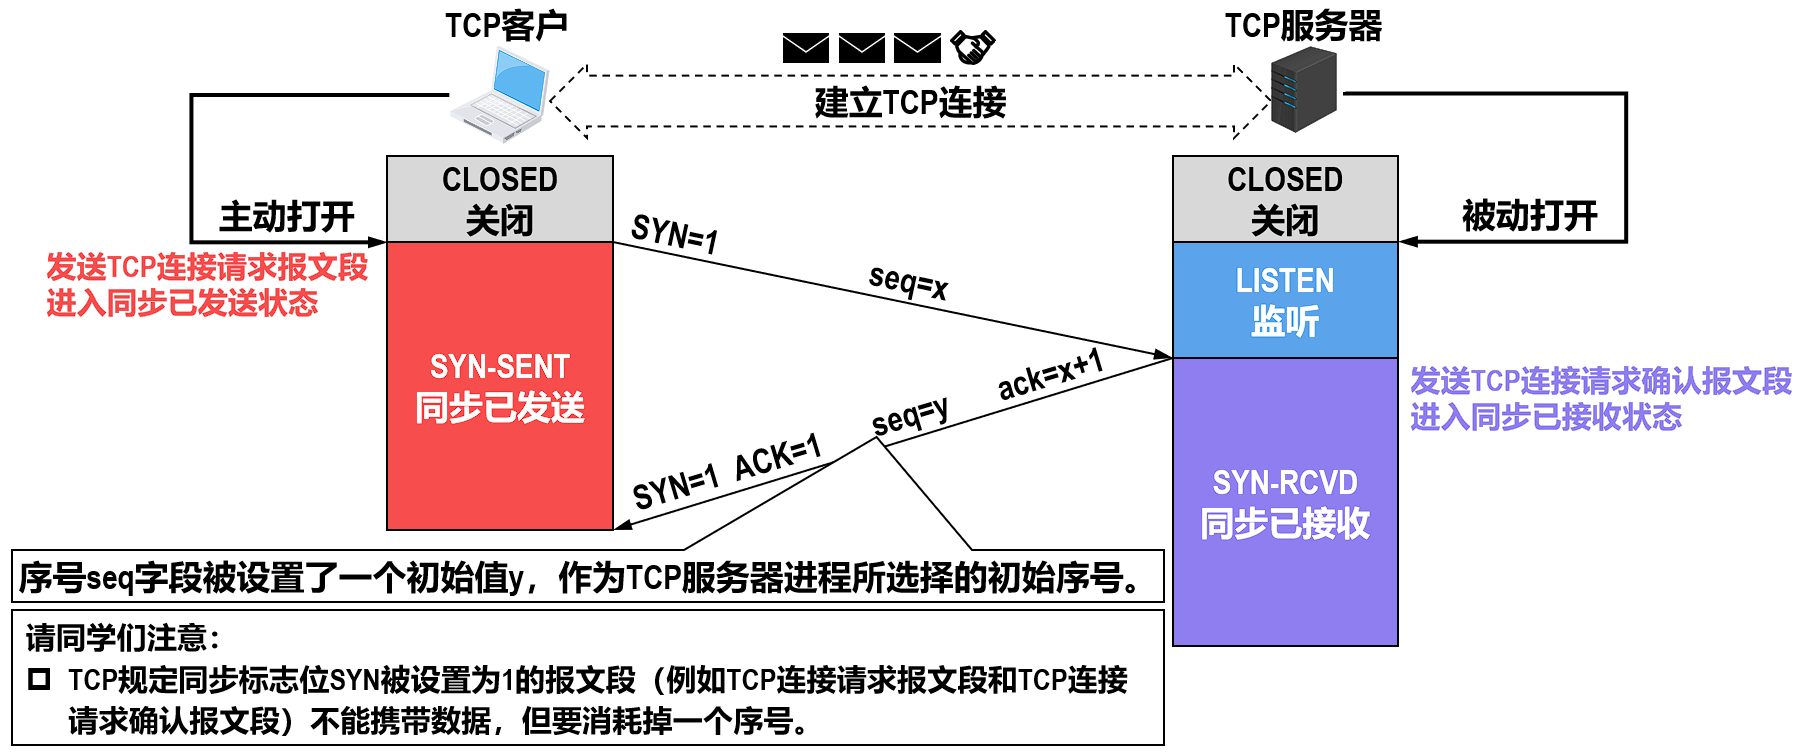 TCP客户
TCP服务器
建立TCP连接
CLOSED
关闭
CLOSED
关闭
主动打开
被动打开
SYN=1
seq=x
发送TCP连接请求报文段
进入同步已发送状态
LISTEN
监听
SYN-SENT
同步已发送
ack=x+1
seq=y
SYN=1 ACK=1
发送TCP连接请求确认报文段
进入同步已接收状态
SYN-RCVD
同步已接收
序号seq字段被设置了一个初始值y，作为TCP服务器进程所选择的初始序号。
请同学们注意：
TCP规定同步标志位SYN被设置为1的报文段（例如TCP连接请求报文段和TCP连接
请求确认报文段）不能携带数据，但要消耗掉一个序号。